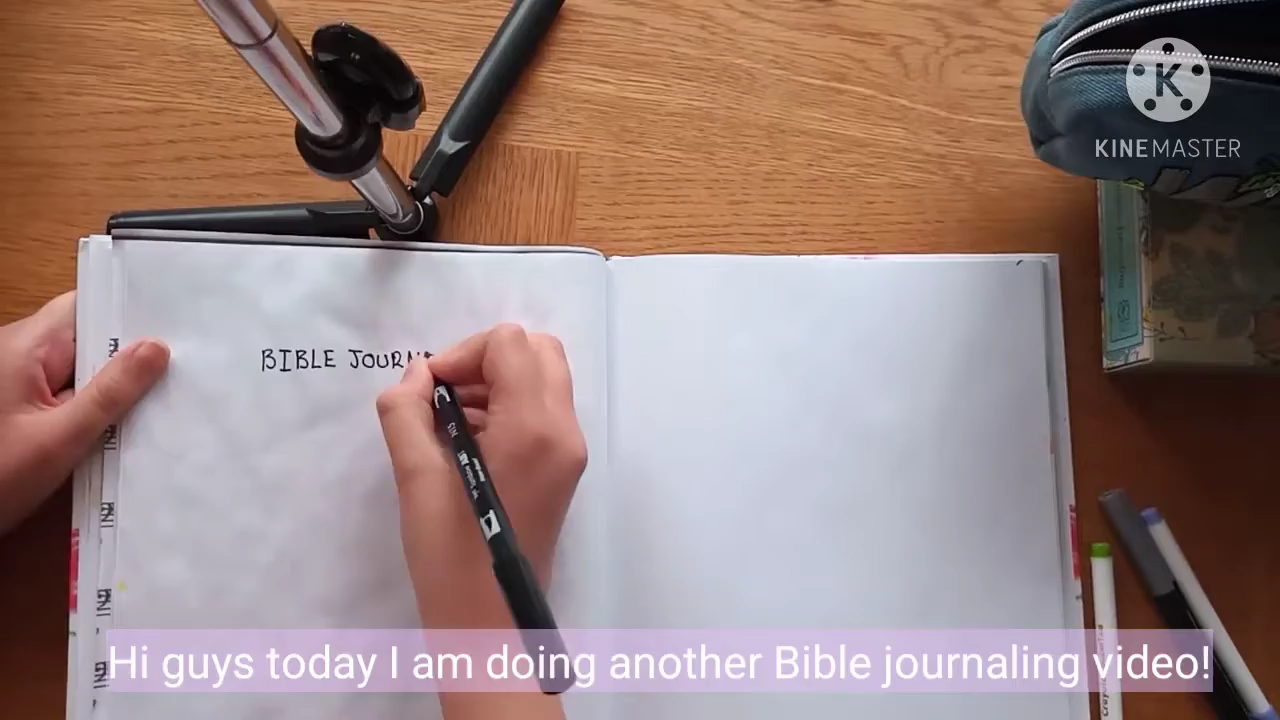 KINEMASTER
BIBLE JOURN
Hi guys today I am doing another Bible journaling video!